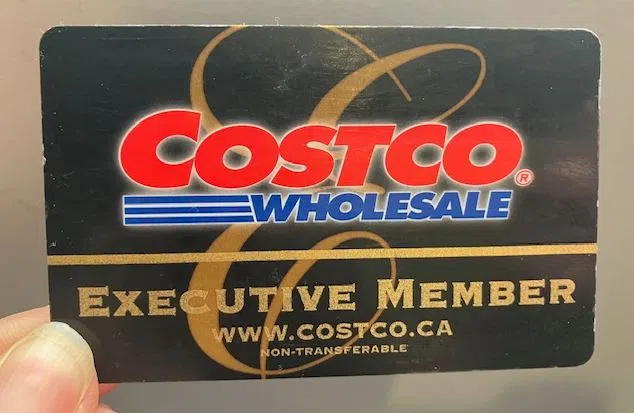 COSTCO®
WHOLESALE
EXECUTIVE MEMBER
WWW.COSTCO.CA
NON-TRANSFERABLE